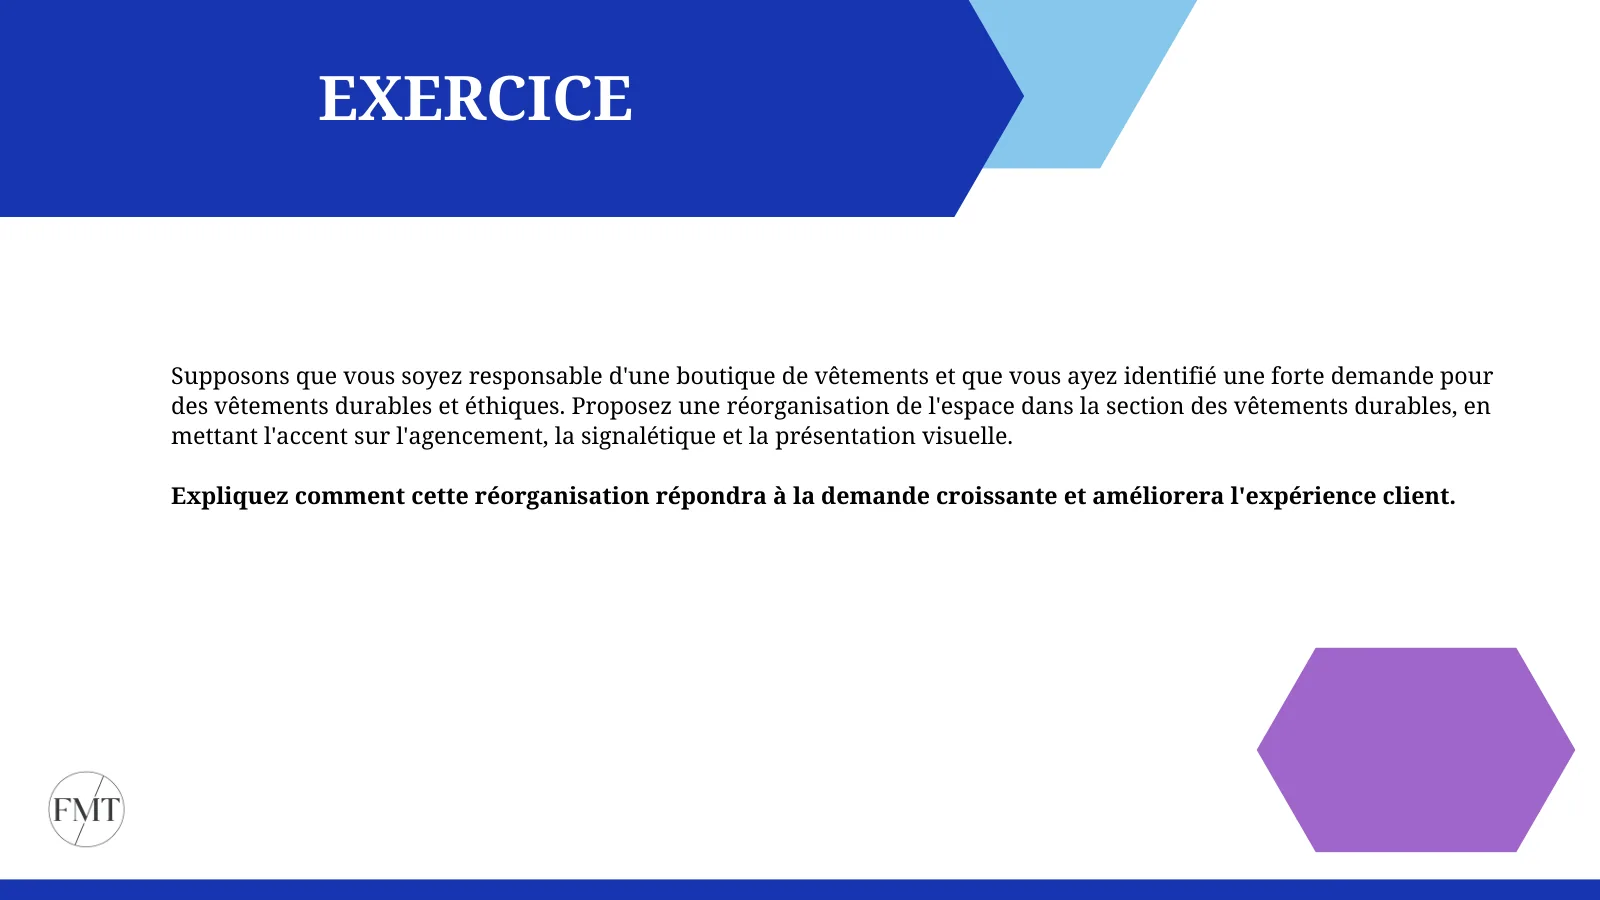 EXERCICE
Supposons que vous soyez responsable d'une boutique de vêtements et que vous ayez identifié une forte demande pour
des vêtements durables et éthiques. Proposez une réorganisation de l'espace dans la section des vêtements durables, en
mettant l'accent sur l'agencement, la signalétique et la présentation visuelle.
Expliquez comment cette réorganisation répondra à la demande croissante et améliorera l'expérience client.
FMT